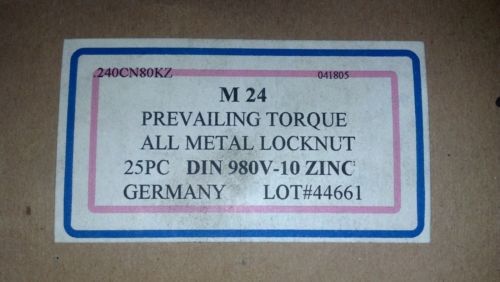 .240CN80KZ 041805
M 24
PREVAILING TORQUE
ALL METAL LOCKNUT
25PC DIN 980V-10 ZINC
GERMANY LOT#44661